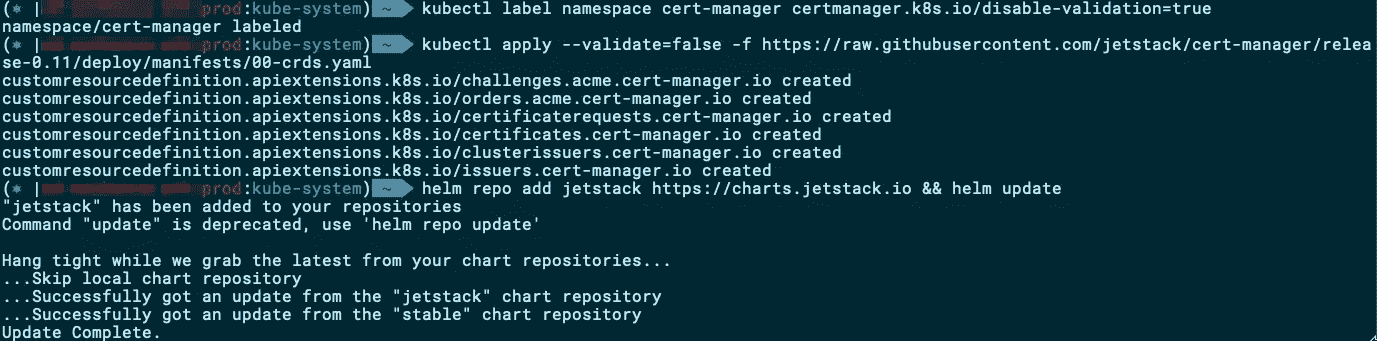 (⎈ | prod:kube-system) ~ kubectl label namespace cert-manager certmanager.k8s.io/disable-validation=true
namespace/cert-manager labeled
(⎈ | prod:kube-system) ~ kubectl apply --validate=false -f https://raw.githubusercontent.com/jetstack/cert-manager/relea
se-0.11/deploy/manifests/00-crds.yaml
customresourcedefinition.apiextensions.k8s.io/challenges.acme.cert-manager.io created
customresourcedefinition.apiextensions.k8s.io/orders.acme.cert-manager.io created
customresourcedefinition.apiextensions.k8s.io/certificaterequests.cert-manager.io created
customresourcedefinition.apiextensions.k8s.io/certificates.cert-manager.io created
customresourcedefinition.apiextensions.k8s.io/clusterissuers.cert-manager.io created
customresourcedefinition.apiextensions.k8s.io/issuers.cert-manager.io created
(⎈ | prod:kube-system) ~ helm repo add jetstack https://charts.jetstack.io && helm update
"jetstack" has been added to your repositories
Command "update" is deprecated, use 'helm repo update'

Hang tight while we grab the latest from your chart repositories...
...Skip local chart repository
...Successfully got an update from the "jetstack" chart repository
...Successfully got an update from the "stable" chart repository
Update Complete.